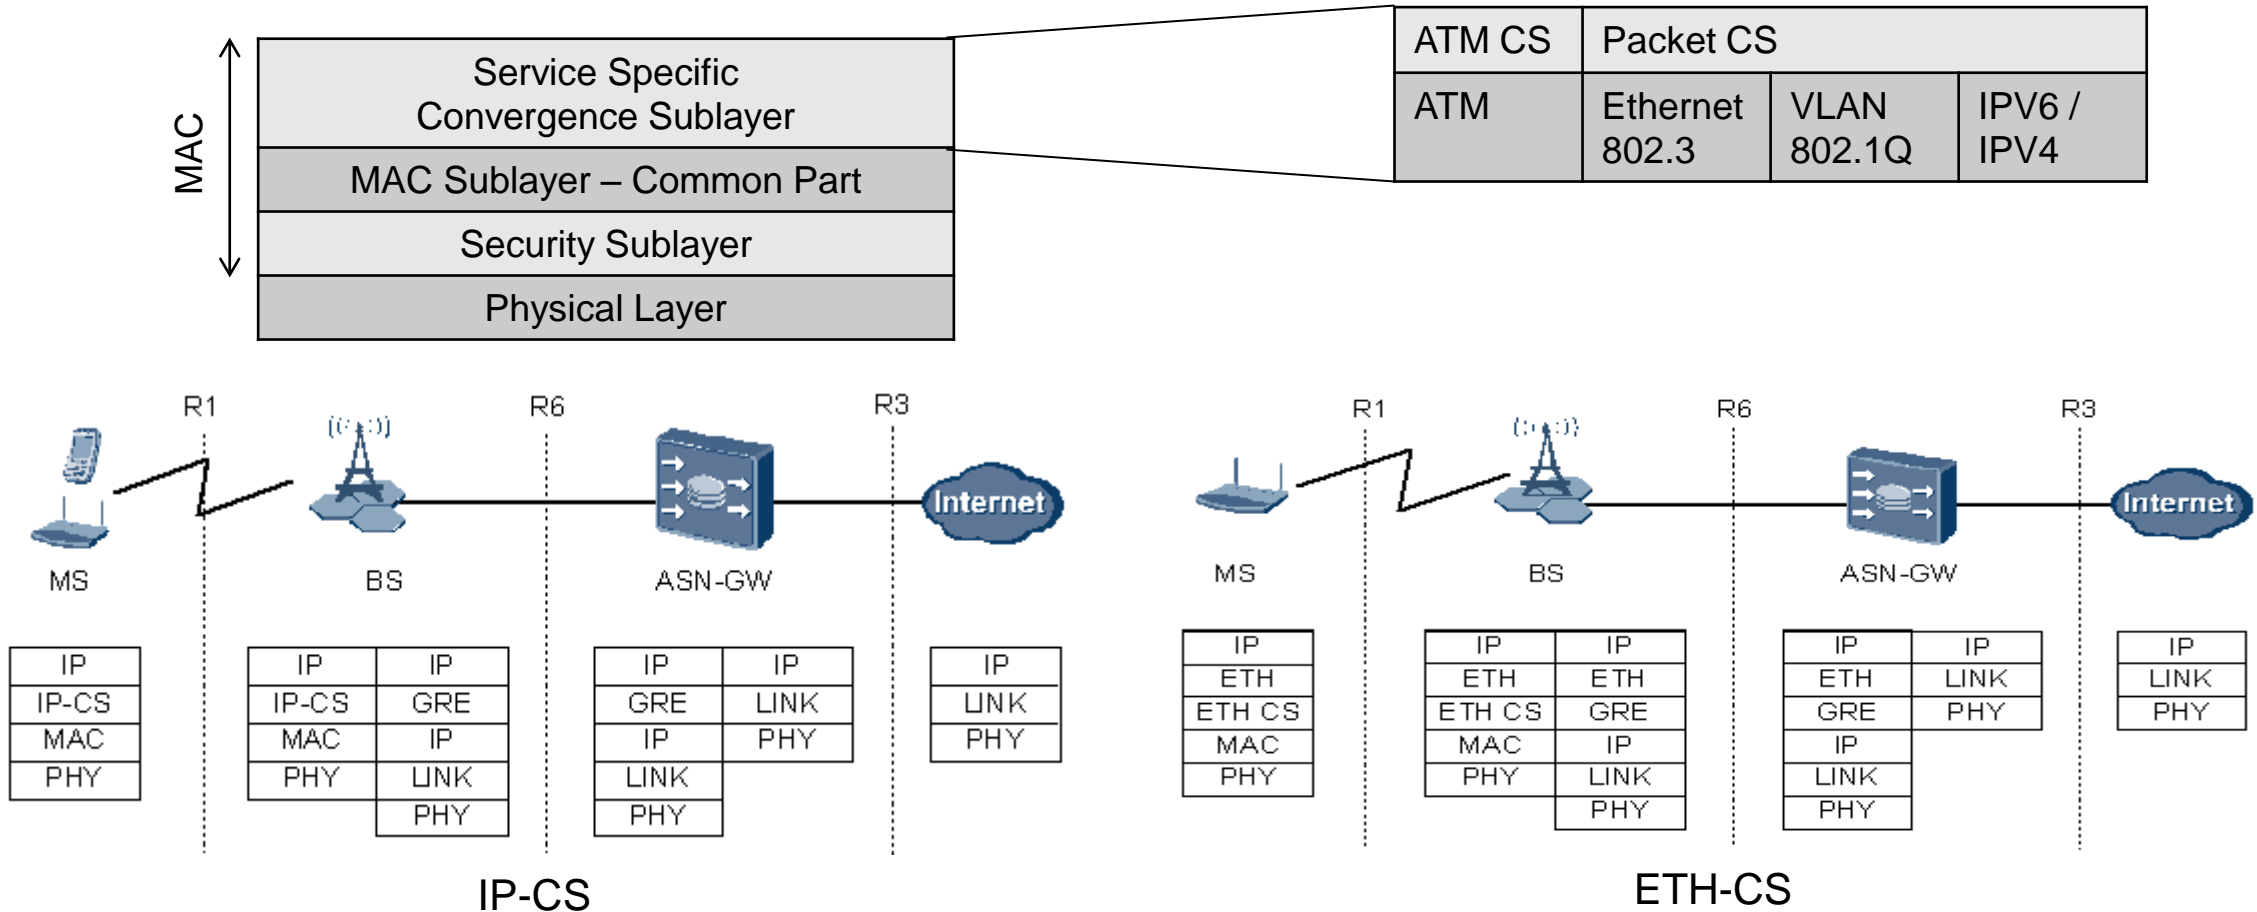 MAC
Service Specific
Convergence Sublayer
MAC Sublayer – Common Part
Security Sublayer
Physical Layer
ATM CS
Packet CS
ATM
Ethernet
802.3
VLAN
802.1Q
IPV6 /
IPV4
R1
R6
R3
Internet
MS
BS
ASN-GW
IP
IP-CS
MAC
PHY
IP
IP-CS
MAC
PHY
IP
GRE
IP
LINK
PHY
IP
GRE
IP
LINK
PHY
IP
LINK
PHY
IP
LINK
PHY
IP-CS
R1
R6
R3
Internet
MS
BS
ASN-GW
IP
ETH
ETH CS
MAC
PHY
IP
ETH
ETH CS
MAC
PHY
IP
ETH
GRE
IP
LINK
PHY
IP
ETH
GRE
IP
LINK
PHY
IP
LINK
PHY
IP
LINK
PHY
ETH-CS